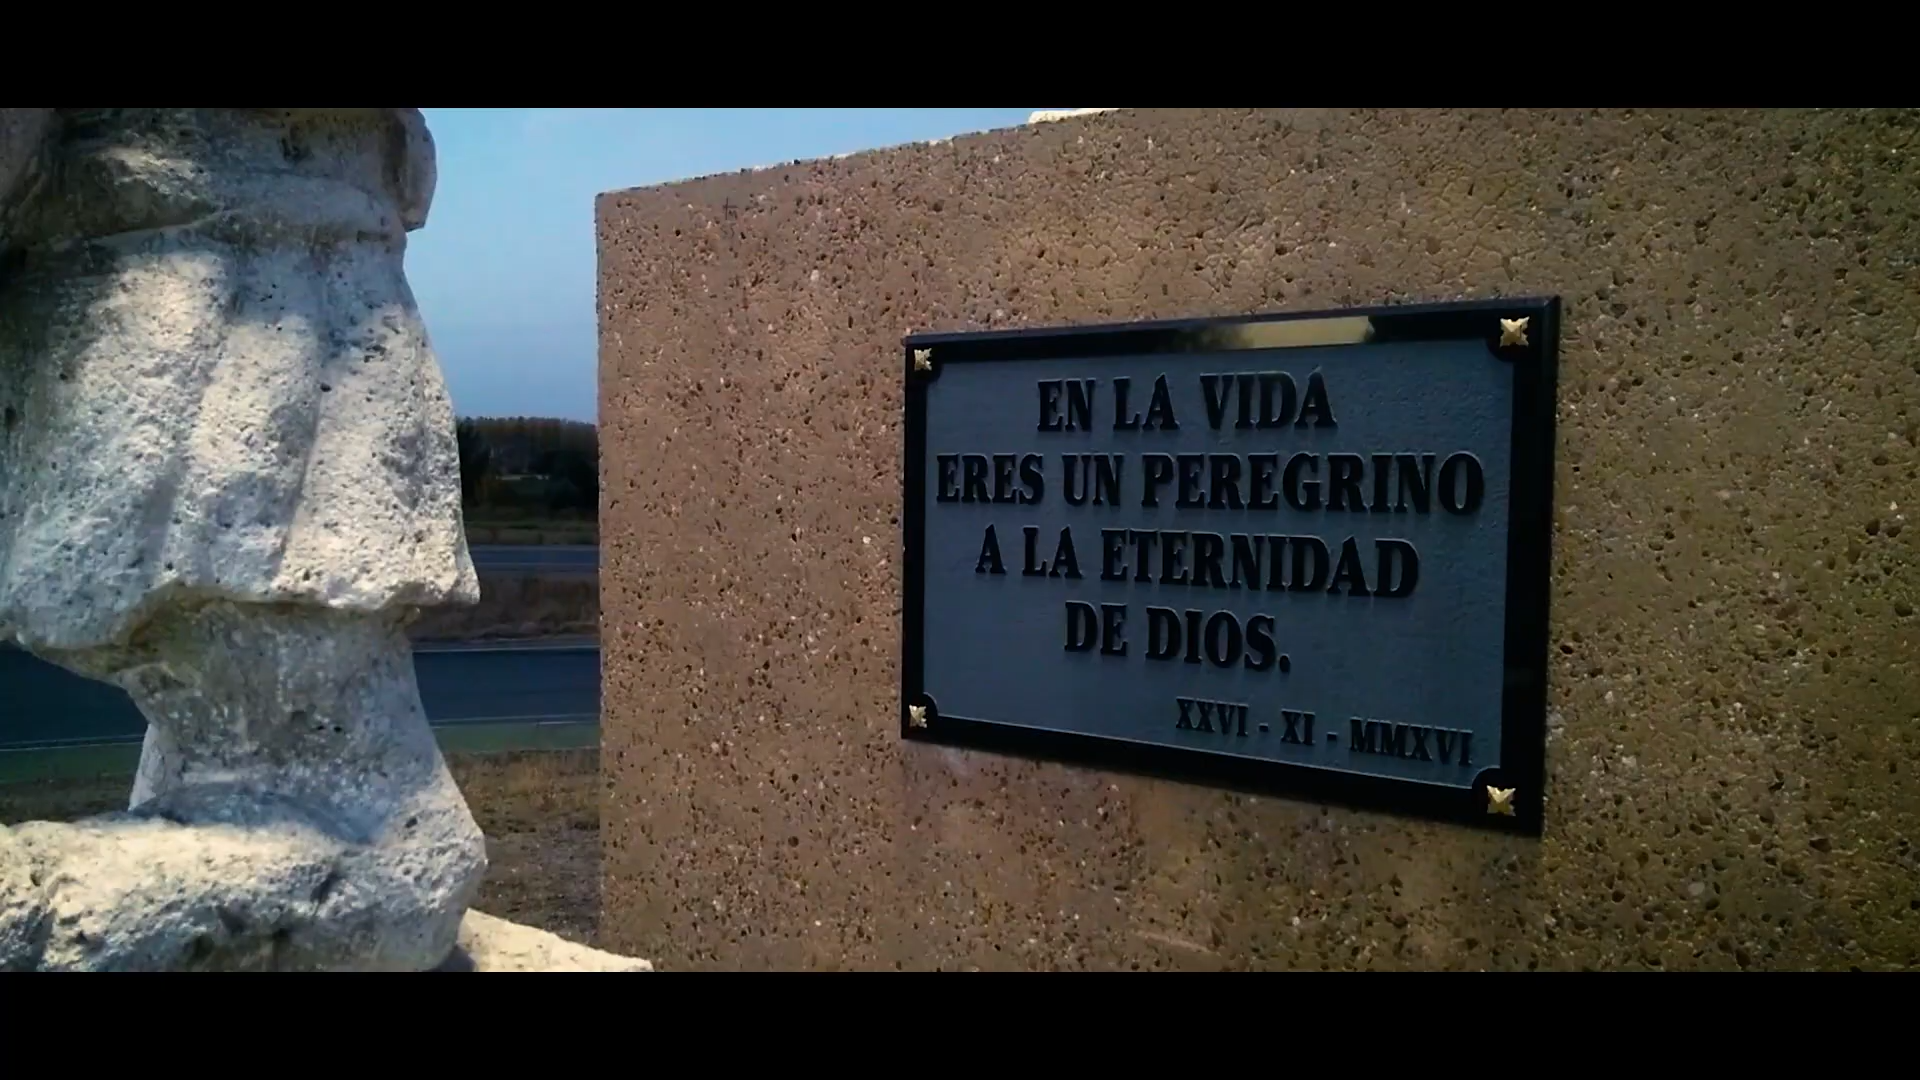 EN LA VIDA
ERES UN PEREGRINO
A LA ETERNIDAD
DE DIOS.
XXVI - XI - MMXVI